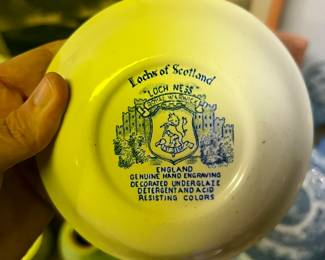 Lochs of Scotland
"LOCH NESS"
ROYAL WARWICK
ENGLAND
GENUINE HAND ENGRAVING
DECORATED UNDERGLAZE
DETERGENT AND ACID
RESISTING COLORS